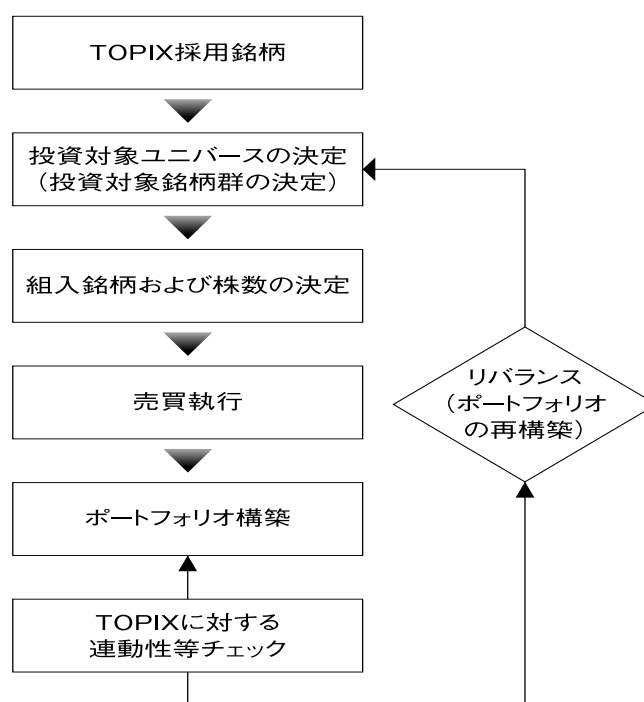 TOPIX採用銘柄
投資対象ユニバースの決定
（投資対象銘柄群の決定）
組入銘柄および株数の決定
売買執行
ポートフォリオ構築
TOPIXに対する
連動性等チェック
リバランス
（ポートフォリオ
の再構築）